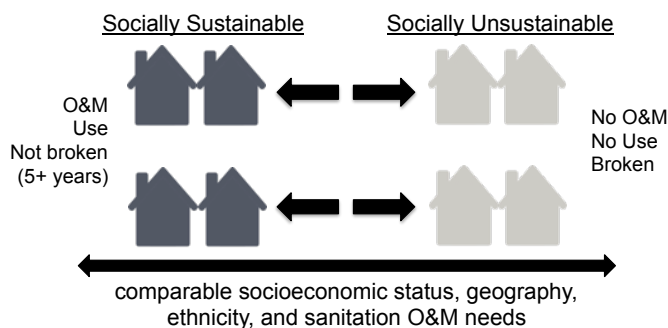 Socially Sustainable
Socially Unsustainable
O&M
Use
Not broken
(5+ years)
No O&M
No Use
Broken
comparable socioeconomic status, geography,
ethnicity, and sanitation O&M needs